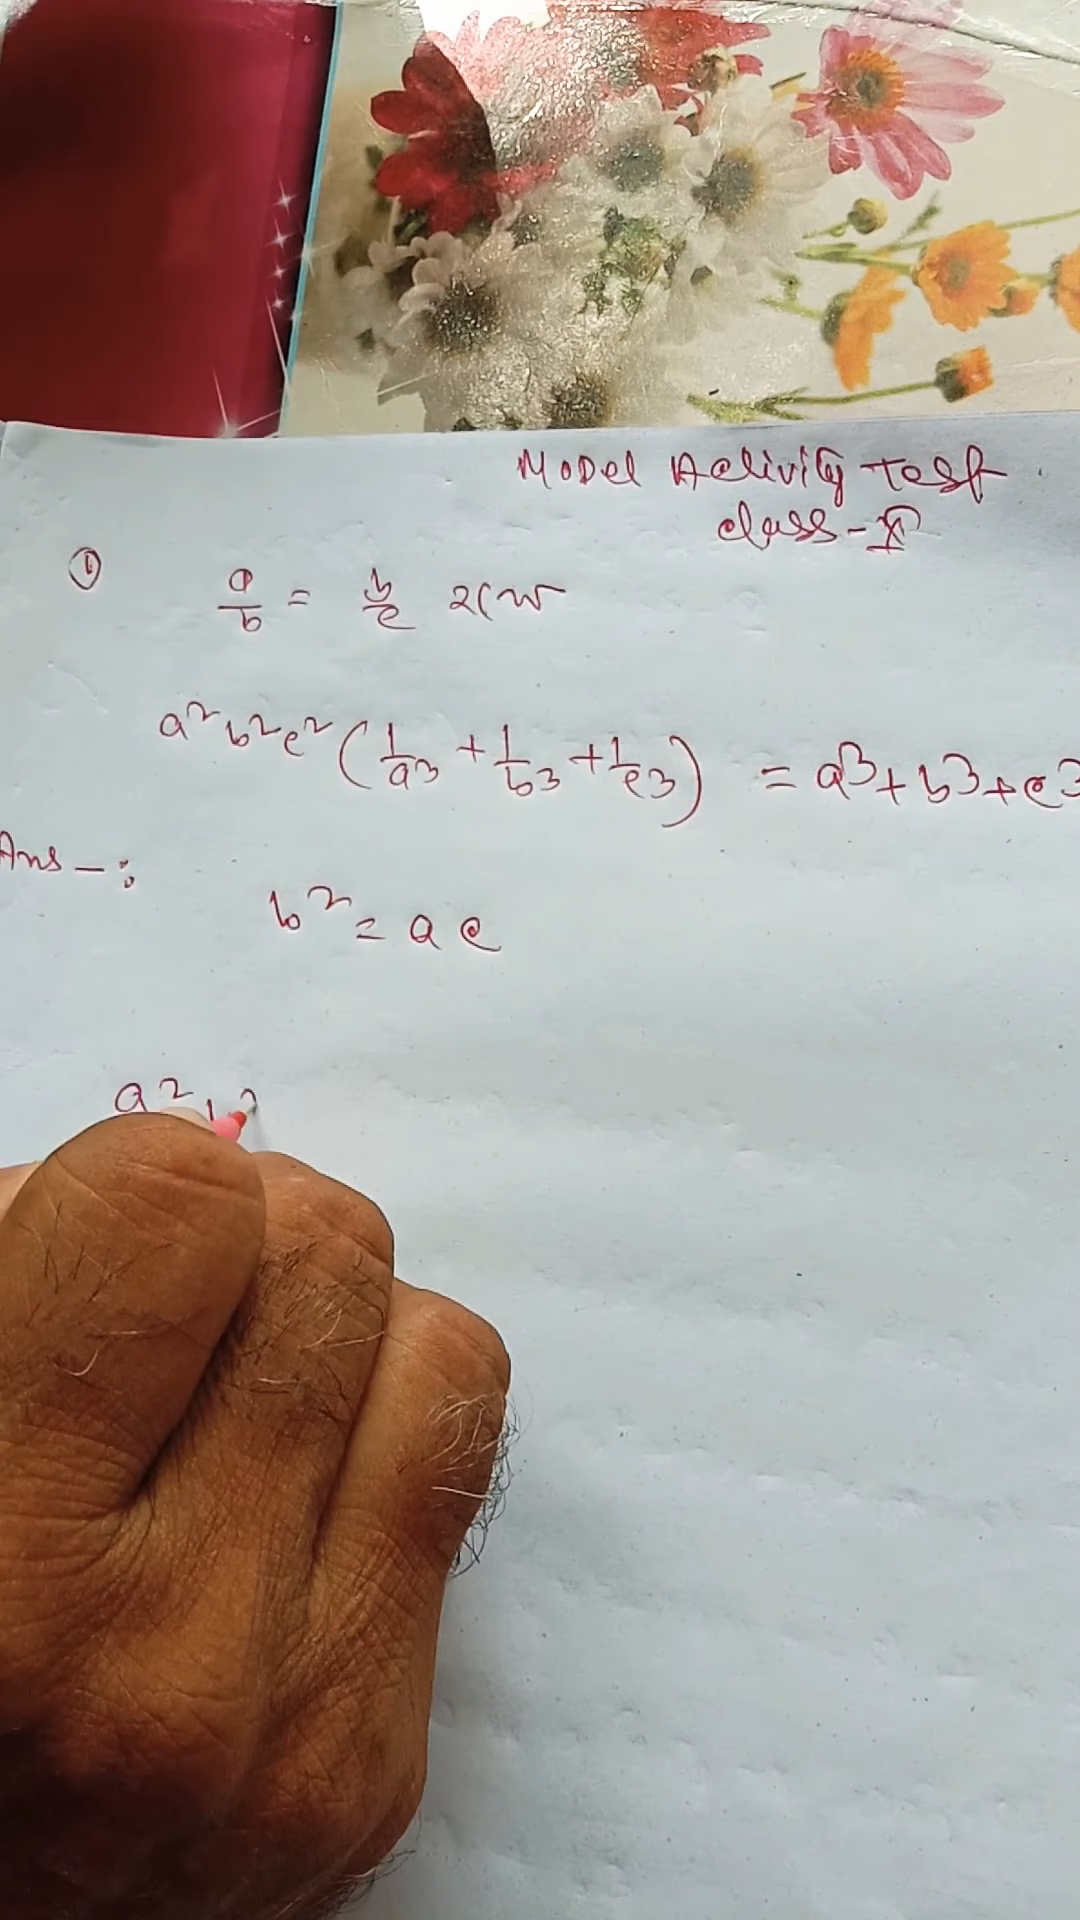 Model Activity Test
class-X
① a/b = b/c হলে
a²b²c² (1/a³ + 1/b³ + 1/c³) = a³+b³+c³
Ans-:
b² = ac
a²